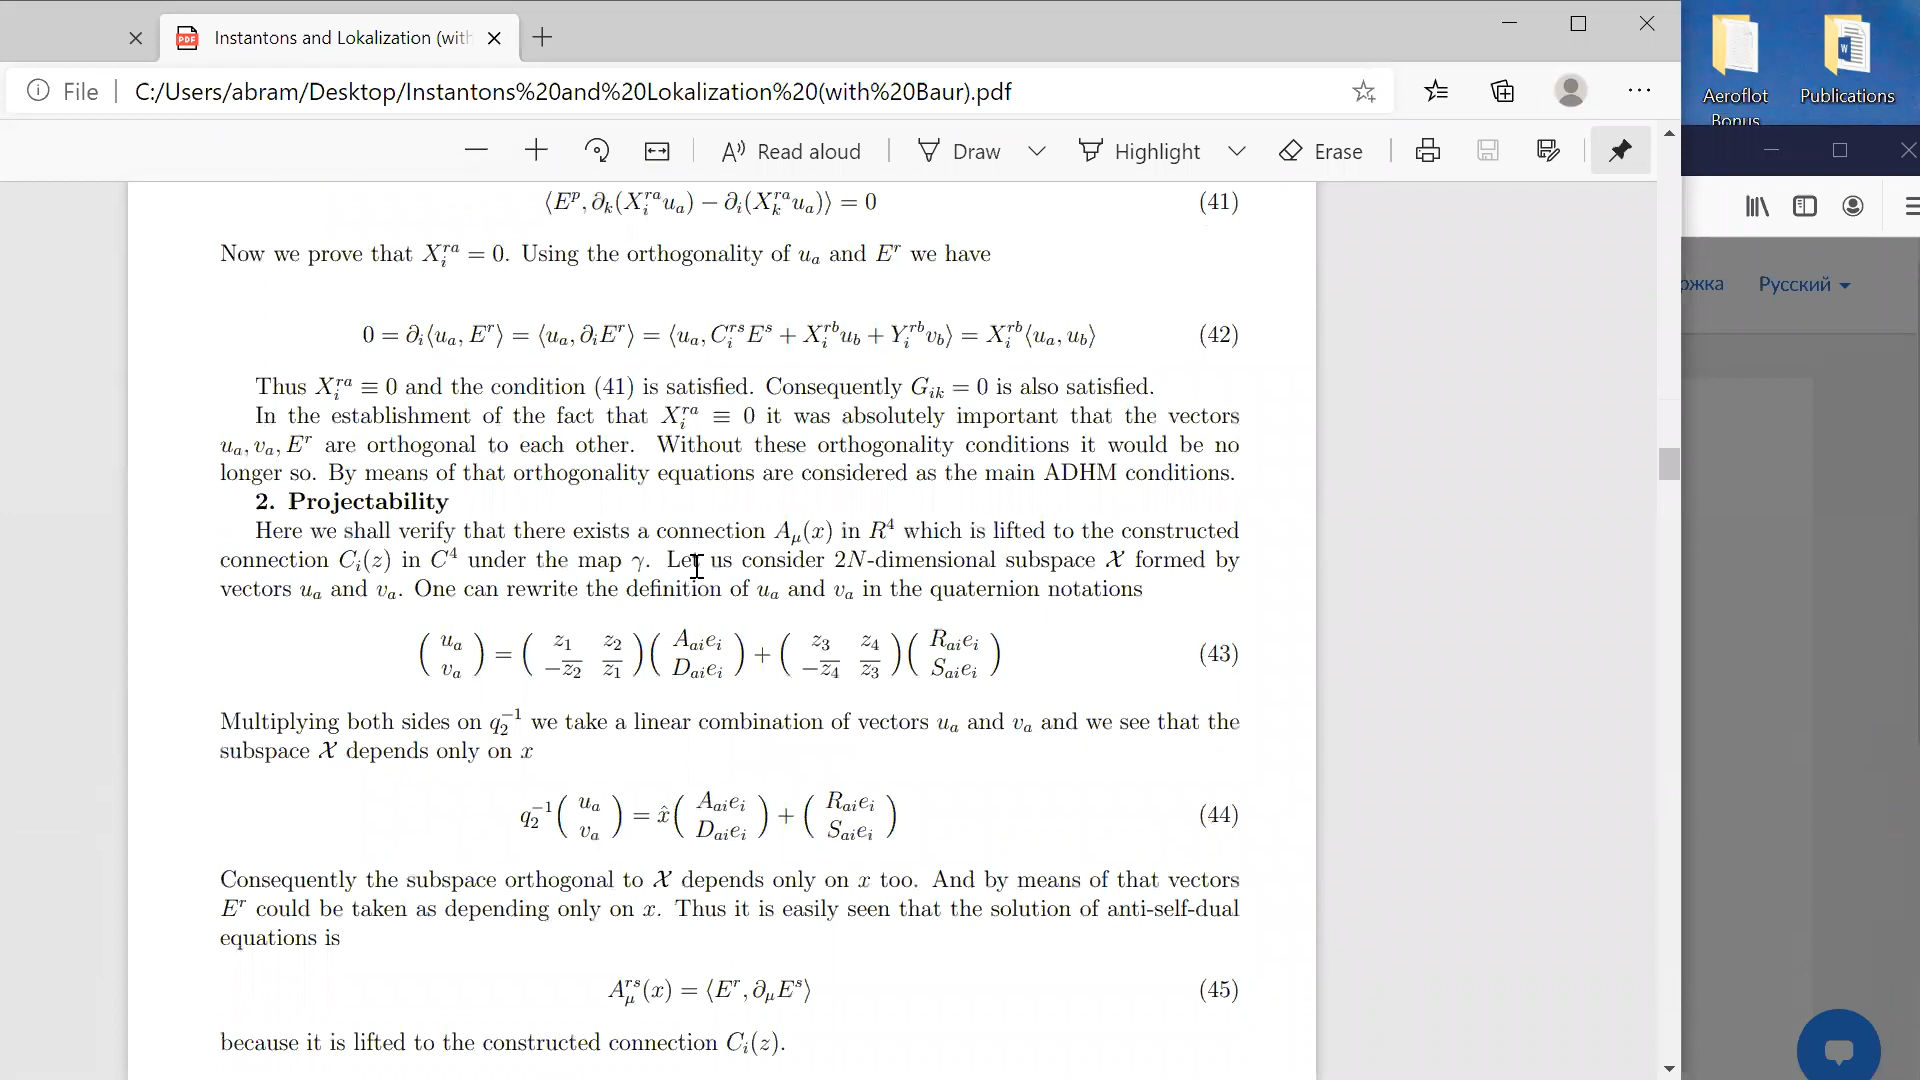 Instantons and Lokalization (with
File
C:/Users/abram/Desktop/Instantons%20and%20Lokalization%20(with%20Baur).pdf
Read aloud
Draw
Highlight
Erase
Aeroflot
Bonus
Publications
Русский
⟨E^p, ∂_k(X_i^{ra}u_a) − ∂_i(X_k^{ra}u_a)⟩ = 0 (41)
Now we prove that X_i^{ra} = 0. Using the orthogonality of u_a and E^r we have
0 = ∂_i⟨u_a, E^r⟩ = ⟨u_a, ∂_iE^r⟩ = ⟨u_a, C_i^{rs}E^s + X_i^{rb}u_b + Y_i^{rb}v_b⟩ = X_i^{rb}⟨u_a, u_b⟩ (42)
Thus X_i^{ra} ≡ 0 and the condition (41) is satisfied. Consequently G_{ik} = 0 is also satisfied.
In the establishment of the fact that X_i^{ra} ≡ 0 it was absolutely important that the vectors
u_a, v_a, E^r are orthogonal to each other. Without these orthogonality conditions it would be no
longer so. By means of that orthogonality equations are considered as the main ADHM conditions.
2. Projectability
Here we shall verify that there exists a connection A_μ(x) in R^4 which is lifted to the constructed
connection C_i(z) in C^4 under the map γ. Let us consider 2N-dimensional subspace 𝒳 formed by
vectors u_a and v_a. One can rewrite the definition of u_a and v_a in the quaternion notations
( u_a ) = ( z_1 z_2 ) ( A_{ai}e_i ) + ( z_3 z_4 ) ( R_{ai}e_i )
( v_a ) ( −\overline{z_2} \overline{z_1} ) ( D_{ai}e_i ) ( −\overline{z_4} \overline{z_3} ) ( S_{ai}e_i ) (43)
Multiplying both sides on q_2^{−1} we take a linear combination of vectors u_a and v_a and we see that the
subspace 𝒳 depends only on x
q_2^{−1} ( u_a ) = x̂ ( A_{ai}e_i ) + ( R_{ai}e_i )
( v_a ) ( D_{ai}e_i ) ( S_{ai}e_i ) (44)
Consequently the subspace orthogonal to 𝒳 depends only on x too. And by means of that vectors
E^r could be taken as depending only on x. Thus it is easily seen that the solution of anti-self-dual
equations is
A_μ^{rs}(x) = ⟨E^r, ∂_μE^s⟩ (45)
because it is lifted to the constructed connection C_i(z).